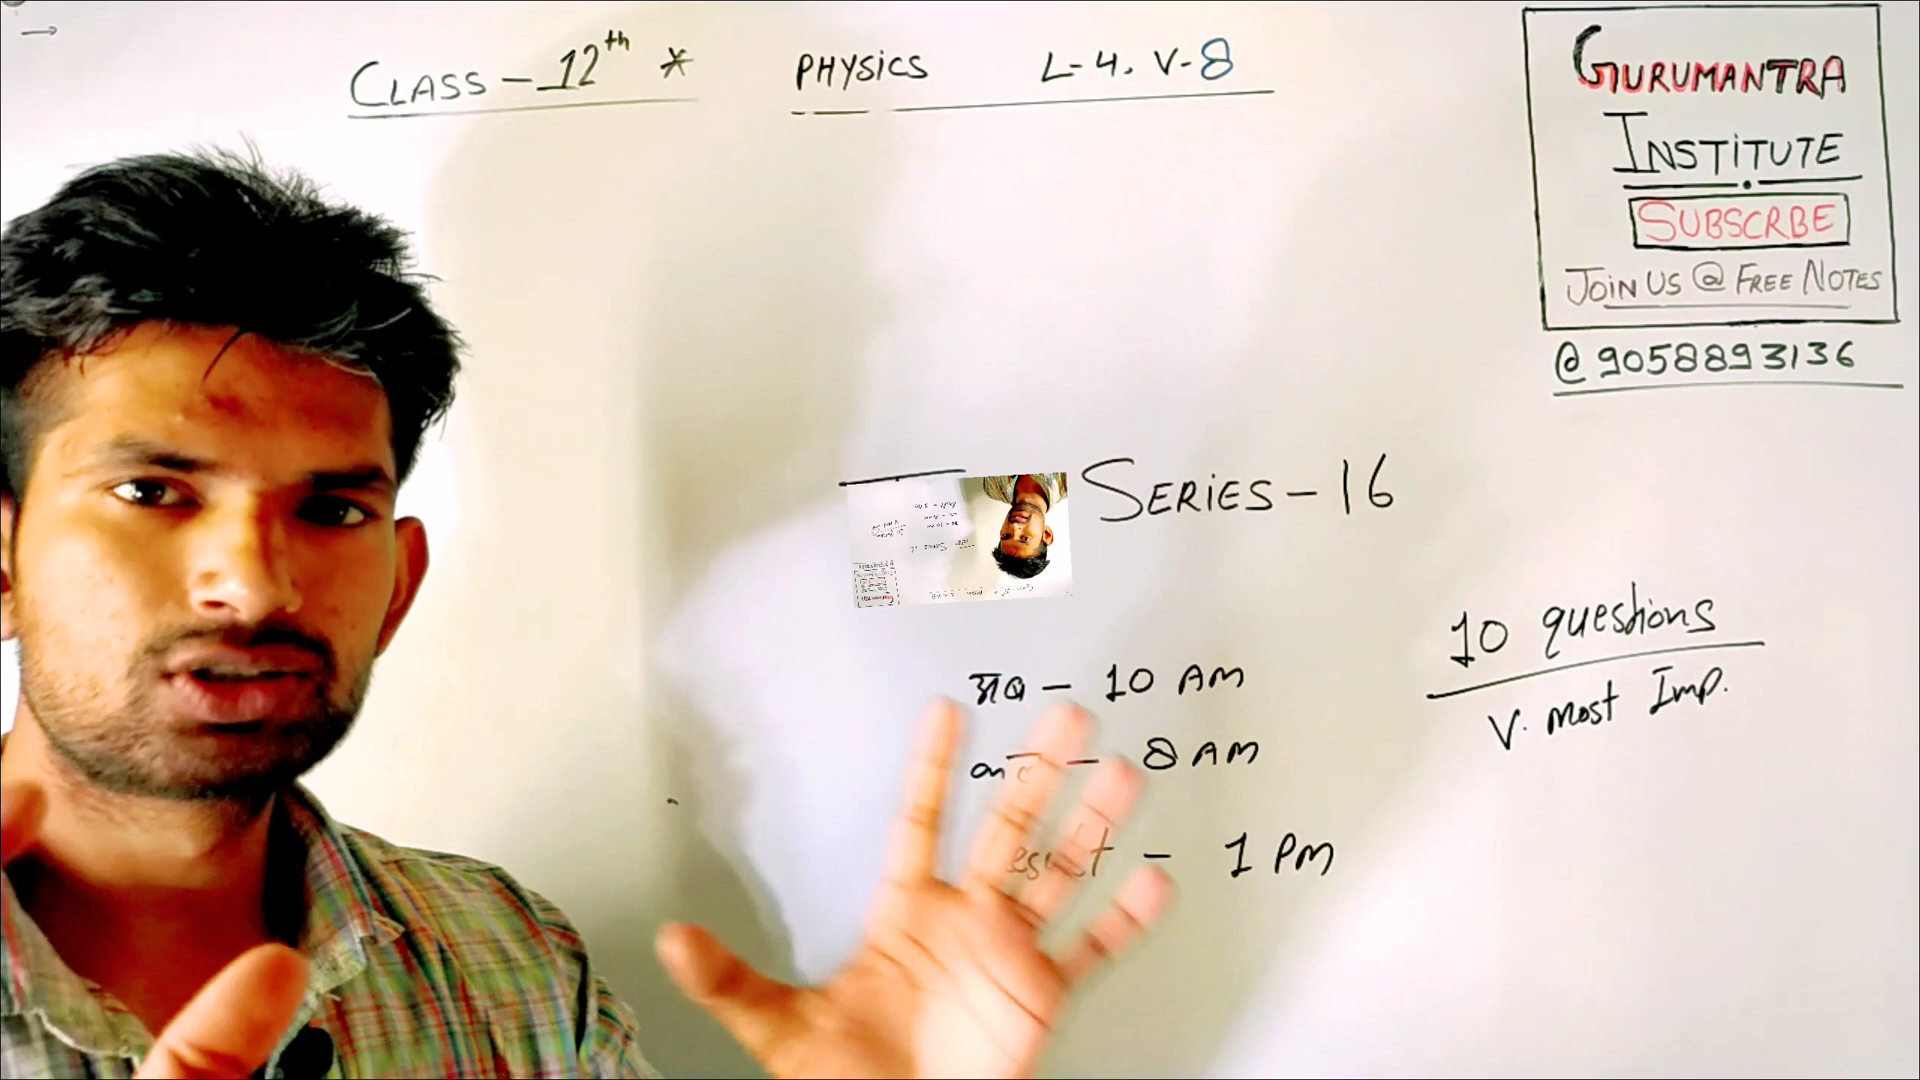 CLASS – 12th * PHYSICS L-4. V-8
GURUMANTRA
INSTITUTE
SUBSCRBE
JOIN US @ FREE NOTES
@ 9058893136
SERIES – 16
10 questions
V. most Imp.
अब – 10 AM
– 8 AM
– 1 PM